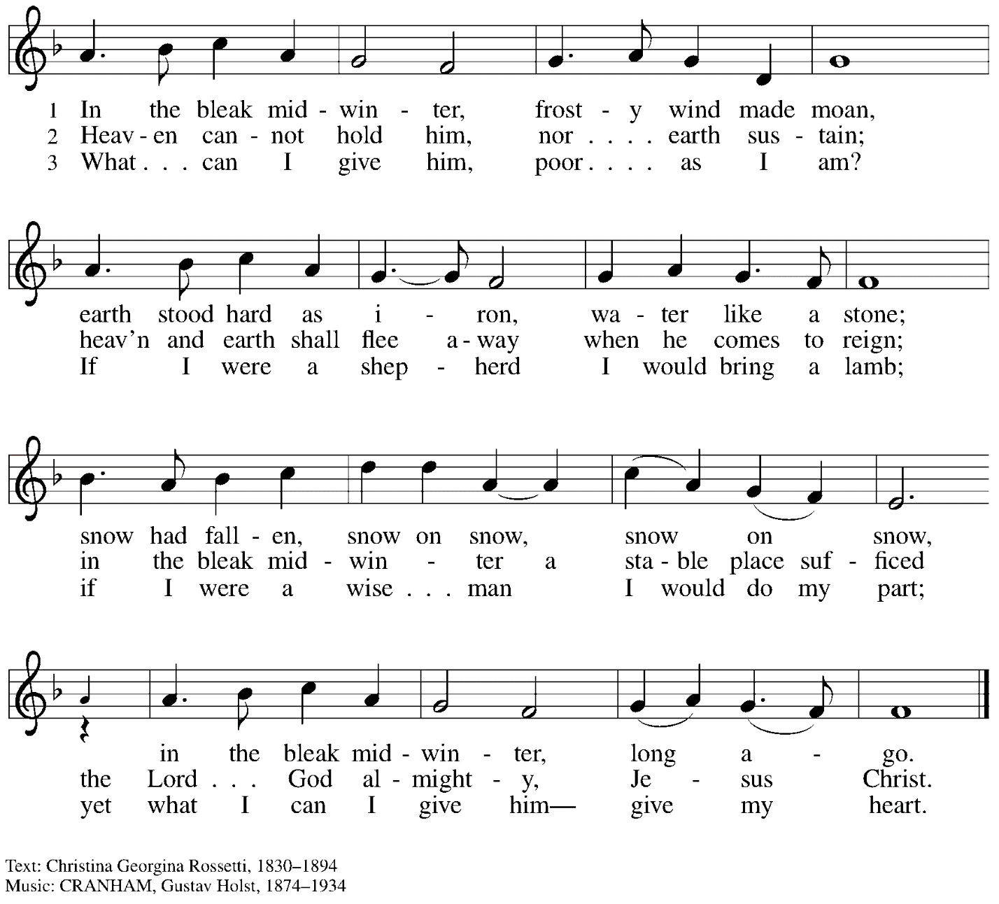 1 In the bleak mid - win - ter, frost - y wind made moan,
2 Heav - en can - not hold him, nor . . . . earth sus - tain;
3 What . . . can I give him, poor . . . . as I am?
earth stood hard as i - ron, wa - ter like a stone;
heav’n and earth shall flee a - way when he comes to reign;
If I were a shep - herd I would bring a lamb;
snow had fall - en, snow on snow, snow on snow,
in the bleak mid - win - ter a sta - ble place suf - ficed
if I were a wise . . . man I would do my part;
in the bleak mid - win - ter, long a - go.
the Lord . . . God al - might - y, Je - sus Christ.
yet what I can I give him— give my heart.
Text: Christina Georgina Rossetti, 1830–1894
Music: CRANHAM, Gustav Holst, 1874–1934